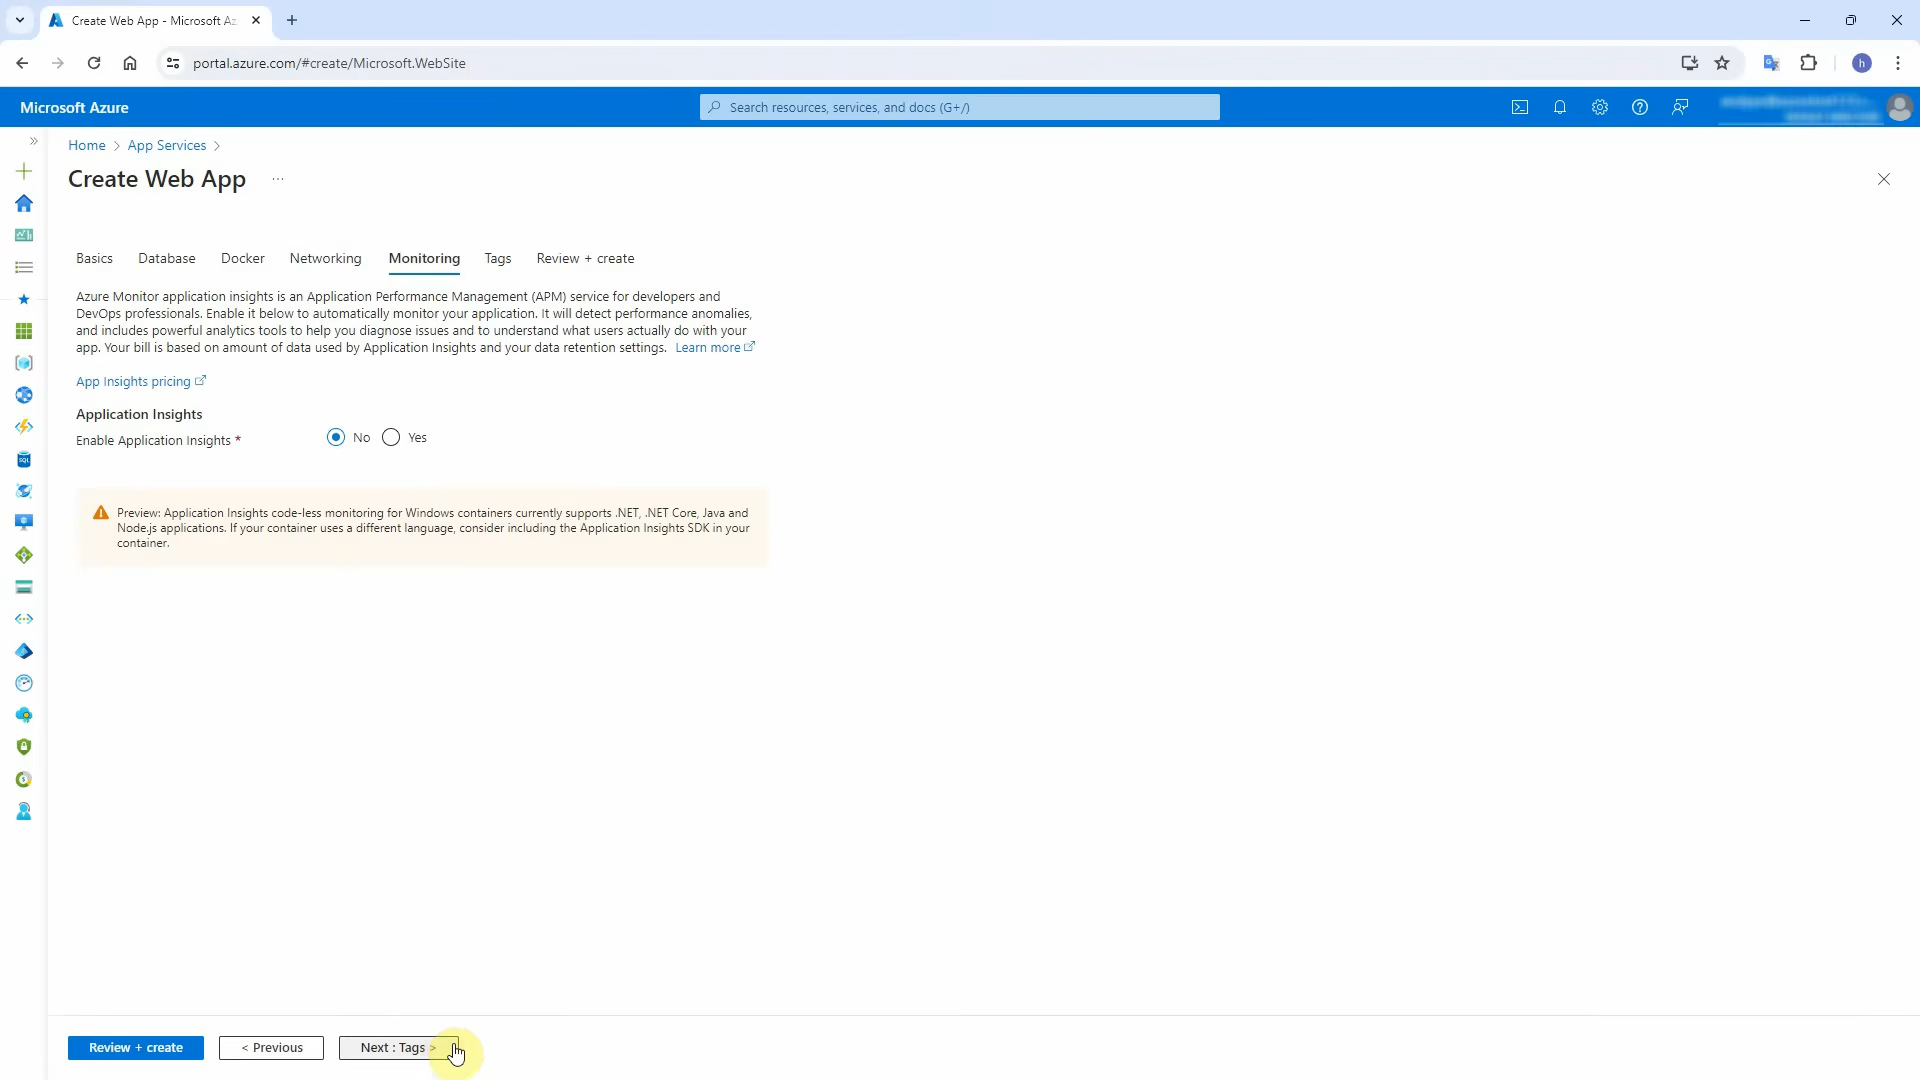 Create Web App - Microsoft Az
portal.azure.com/#create/Microsoft.WebSite
h
Microsoft Azure
Search resources, services, and docs (G+/)
Home > App Services >
Create Web App ...
Basics Database Docker Networking Monitoring Tags Review + create
Azure Monitor application insights is an Application Performance Management (APM) service for developers and
DevOps professionals. Enable it below to automatically monitor your application. It will detect performance anomalies,
and includes powerful analytics tools to help you diagnose issues and to understand what users actually do with your
app. Your bill is based on amount of data used by Application Insights and your data retention settings. Learn more
App Insights pricing
Application Insights
Enable Application Insights * No Yes
Preview: Application Insights code-less monitoring for Windows containers currently supports .NET, .NET Core, Java and
Node.js applications. If your container uses a different language, consider including the Application Insights SDK in your
container.
SQL
Review + create < Previous Next : Tags >